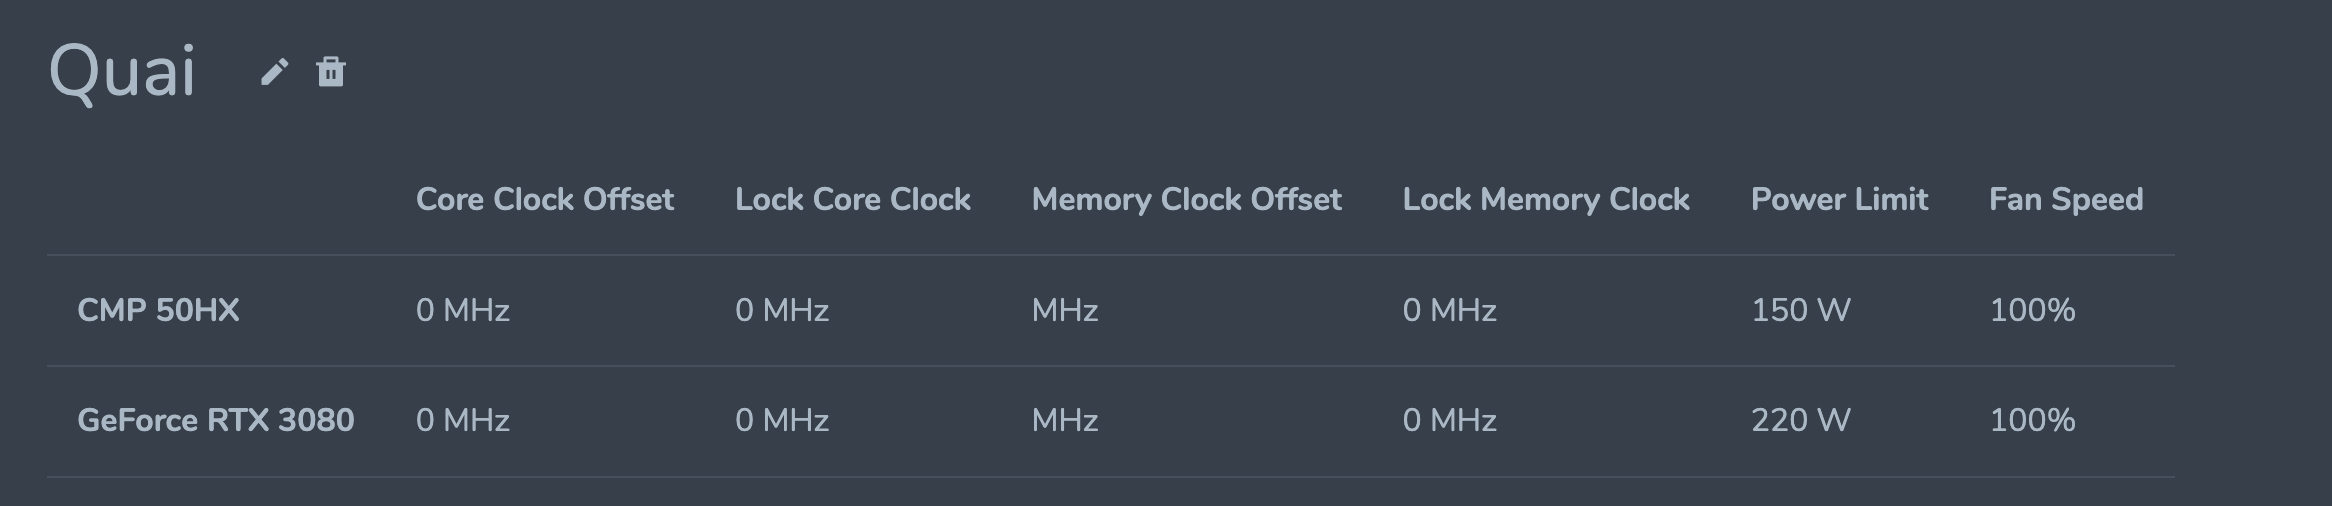 Quai
Core Clock Offset Lock Core Clock Memory Clock Offset Lock Memory Clock Power Limit Fan Speed
CMP 50HX 0 MHz 0 MHz MHz 0 MHz 150 W 100%
GeForce RTX 3080 0 MHz 0 MHz MHz 0 MHz 220 W 100%